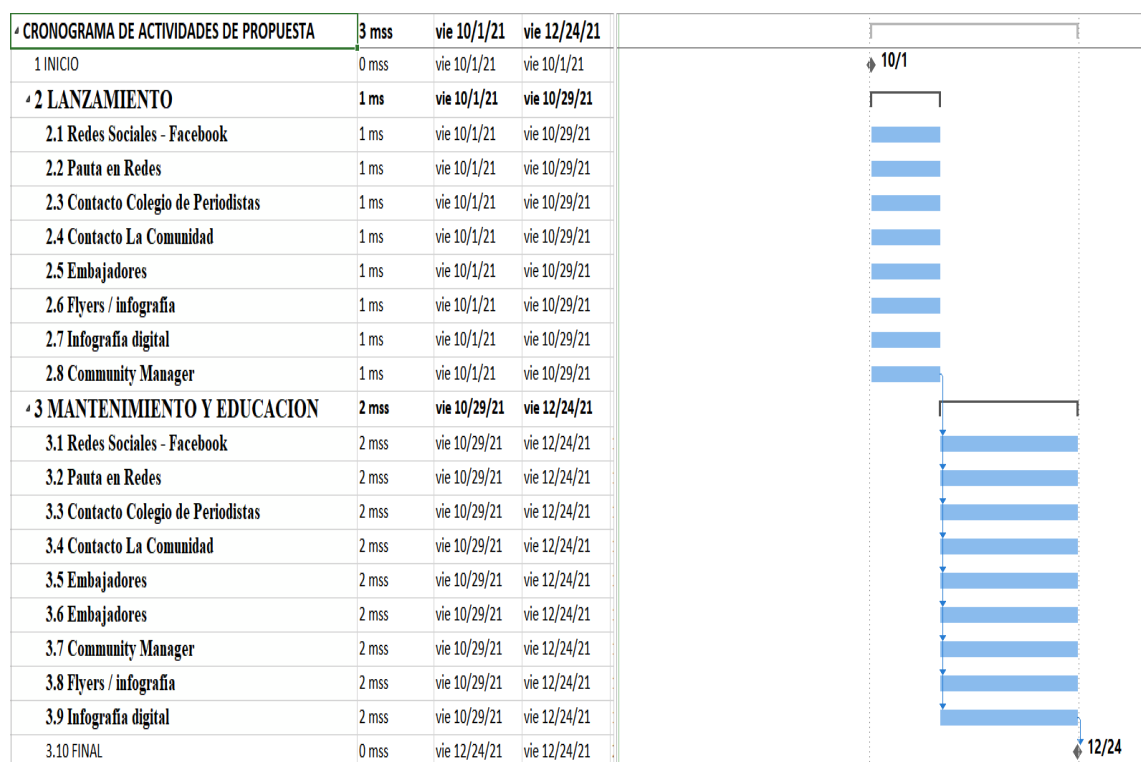 CRONOGRAMA DE ACTIVIDADES DE PROPUESTA 3 mss vie 10/1/21 vie 12/24/21
1 INICIO 0 mss vie 10/1/21 vie 10/1/21 10/1
2 LANZAMIENTO 1 ms vie 10/1/21 vie 10/29/21
2.1 Redes Sociales - Facebook 1 ms vie 10/1/21 vie 10/29/21
2.2 Pauta en Redes 1 ms vie 10/1/21 vie 10/29/21
2.3 Contacto Colegio de Periodistas 1 ms vie 10/1/21 vie 10/29/21
2.4 Contacto La Comunidad 1 ms vie 10/1/21 vie 10/29/21
2.5 Embajadores 1 ms vie 10/1/21 vie 10/29/21
2.6 Flyers / infografía 1 ms vie 10/1/21 vie 10/29/21
2.7 Infografía digital 1 ms vie 10/1/21 vie 10/29/21
2.8 Community Manager 1 ms vie 10/1/21 vie 10/29/21
3 MANTENIMIENTO Y EDUCACION 2 mss vie 10/29/21 vie 12/24/21
3.1 Redes Sociales - Facebook 2 mss vie 10/29/21 vie 12/24/21
3.2 Pauta en Redes 2 mss vie 10/29/21 vie 12/24/21
3.3 Contacto Colegio de Periodistas 2 mss vie 10/29/21 vie 12/24/21
3.4 Contacto La Comunidad 2 mss vie 10/29/21 vie 12/24/21
3.5 Embajadores 2 mss vie 10/29/21 vie 12/24/21
3.6 Embajadores 2 mss vie 10/29/21 vie 12/24/21
3.7 Community Manager 2 mss vie 10/29/21 vie 12/24/21
3.8 Flyers / infografía 2 mss vie 10/29/21 vie 12/24/21
3.9 Infografía digital 2 mss vie 10/29/21 vie 12/24/21
3.10 FINAL 0 mss vie 12/24/21 vie 12/24/21 12/24